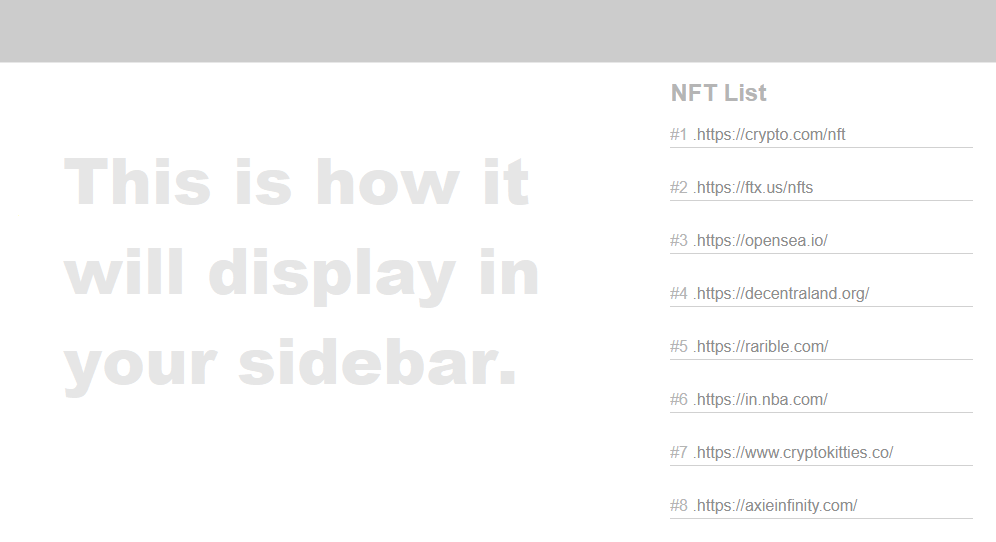 This is how it
will display in
your sidebar.
NFT List
#1 .https://crypto.com/nft
#2 .https://ftx.us/nfts
#3 .https://opensea.io/
#4 .https://decentraland.org/
#5 .https://rarible.com/
#6 .https://in.nba.com/
#7 .https://www.cryptokitties.co/
#8 .https://axieinfinity.com/